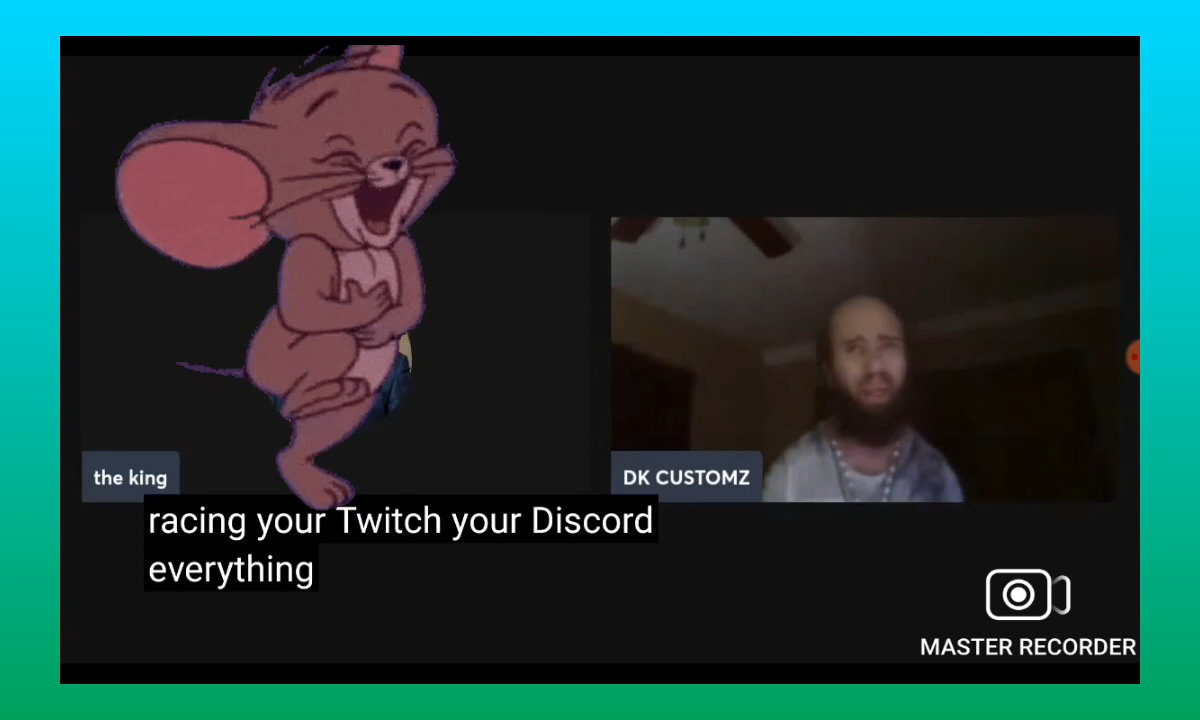 the king
DK CUSTOMZ
racing your Twitch your Discord
everything
MASTER RECORDER